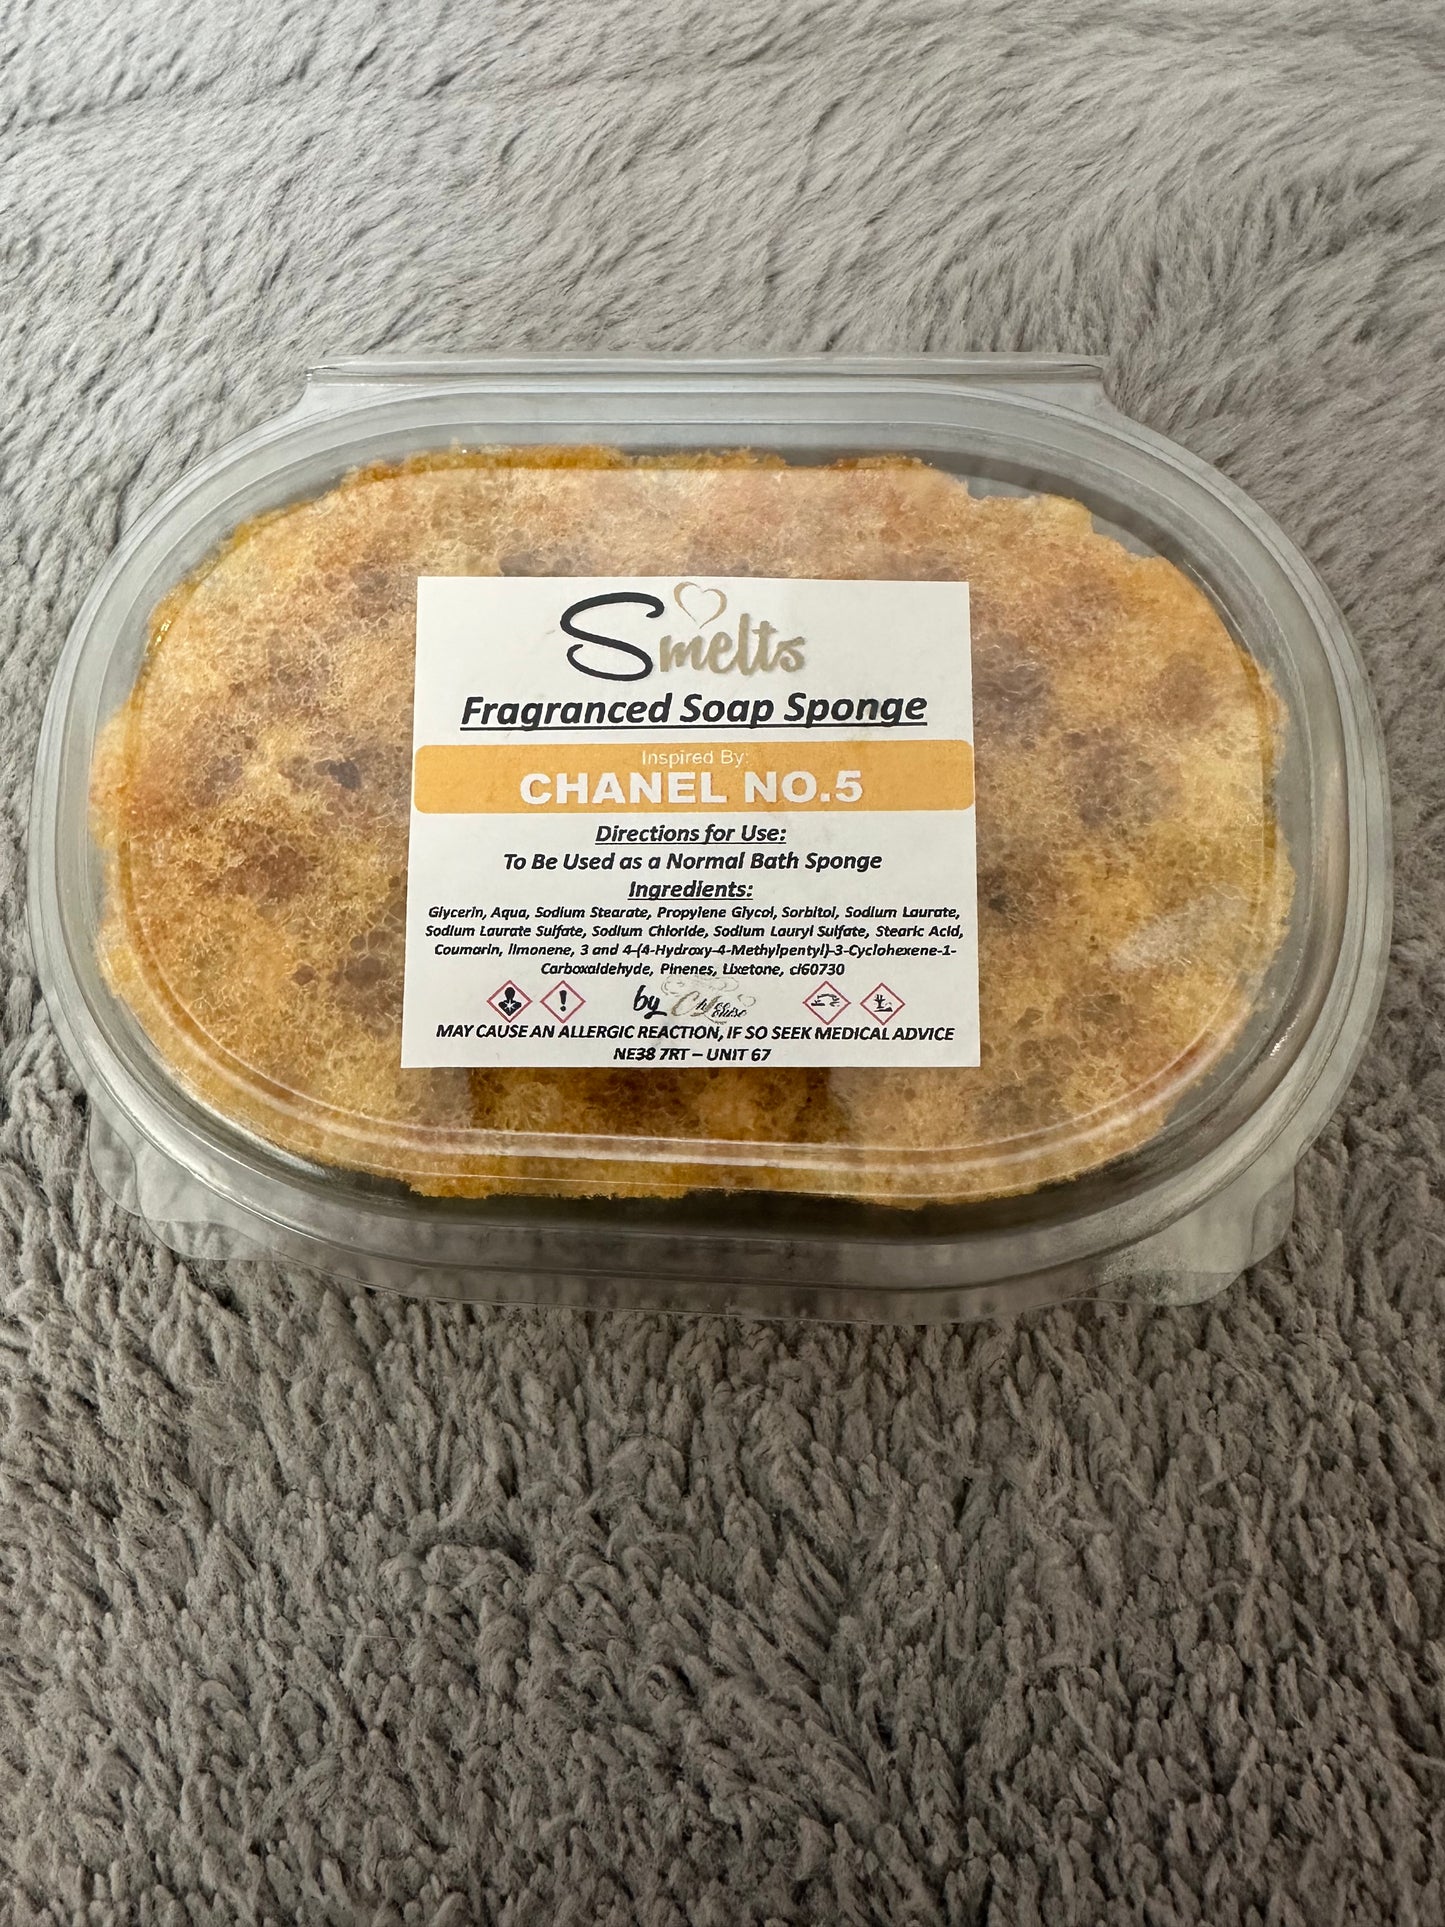 Smelts
Fragranced Soap Sponge
Inspired By:
CHANEL NO.5
Directions for Use:
To Be Used as a Normal Bath Sponge
Ingredients:
Glycerin, Aqua, Sodium Stearate, Propylene Glycol, Sorbitol, Sodium Laurate,
Sodium Laurate Sulfate, Sodium Chloride, Sodium Lauryl Sulfate, Stearic Acid,
Coumarin, limonene, 3 and 4-(4-Hydroxy-4-Methylpentyl)-3-Cyclohexene-1-
Carboxaldehyde, Pinenes, Lixetone, ci60730
by
MAY CAUSE AN ALLERGIC REACTION, IF SO SEEK MEDICAL ADVICE
NE38 7RT – UNIT 67